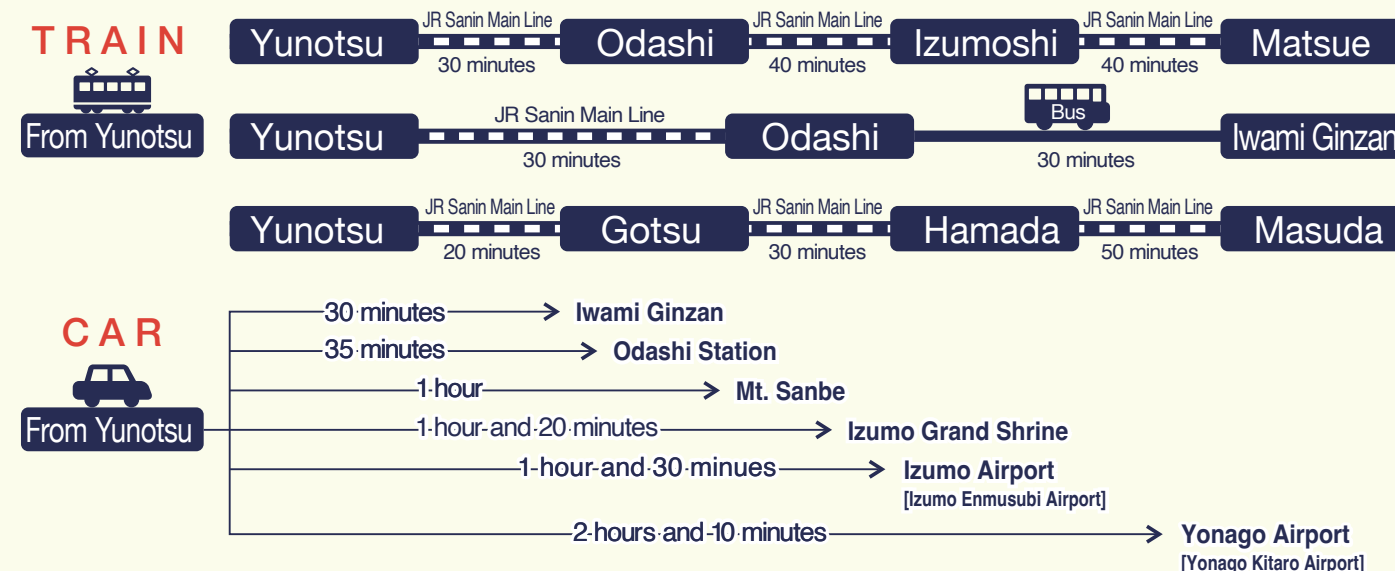 TRAIN
From Yunotsu
JR Sanin Main Line JR Sanin Main Line JR Sanin Main Line
Yunotsu Odashi Izumoshi Matsue
30 minutes 40 minutes 40 minutes
JR Sanin Main Line Bus
Yunotsu Odashi Iwami Ginzan
30 minutes 30 minutes
JR Sanin Main Line JR Sanin Main Line JR Sanin Main Line
Yunotsu Gotsu Hamada Masuda
20 minutes 30 minutes 50 minutes
CAR
From Yunotsu
30 minutes Iwami Ginzan
35 minutes Odashi Station
1 hour Mt. Sanbe
1 hour and 20 minutes Izumo Grand Shrine
1 hour and 30 minues Izumo Airport
[Izumo Enmusubi Airport]
2 hours and 10 minutes Yonago Airport
[Yonago Kitaro Airport]